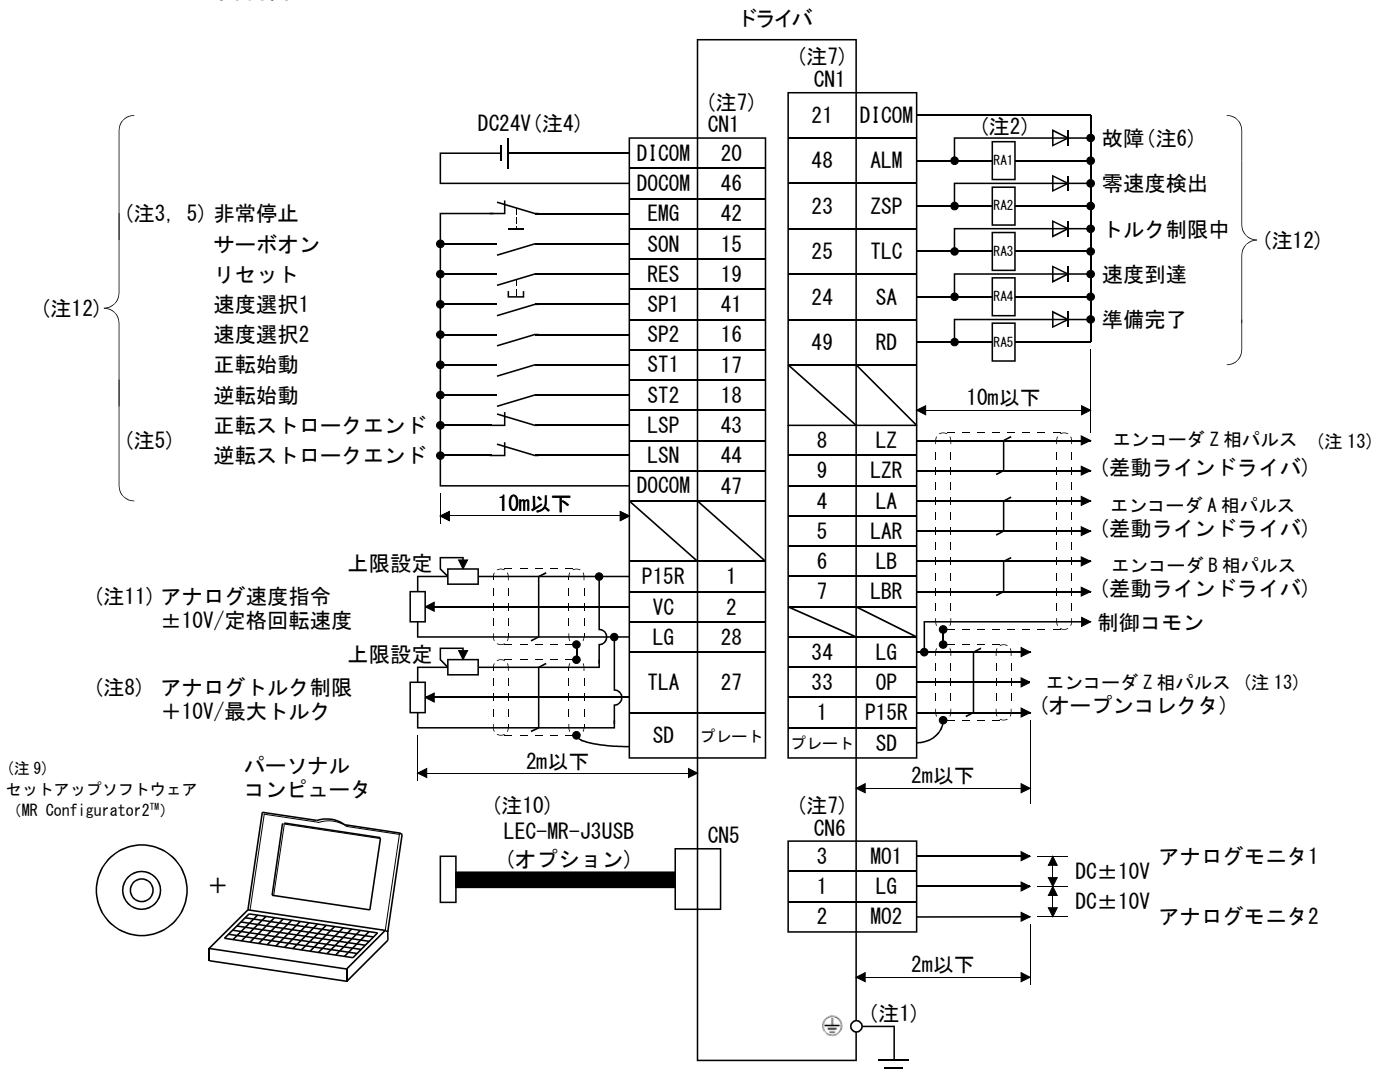 ドライバ
(注7)
CN1
DC24V(注4)
DICOM 20
DOCOM 46
(注3, 5) 非常停止 EMG 42
サーボオン SON 15
リセット RES 19
(注12)
速度選択1 SP1 41
速度選択2 SP2 16
正転始動 ST1 17
逆転始動 ST2 18
(注5)
正転ストロークエンド LSP 43
逆転ストロークエンド LSN 44
DOCOM 47
10m以下
上限設定
P15R 1
(注11) アナログ速度指令
±10V/定格回転速度
VC 2
LG 28
上限設定
(注8) アナログトルク制限
+10V/最大トルク
TLA 27
SD プレート
2m以下
(注7)
CN1
21 DICOM
(注2)
48 ALM RA1 故障(注6)
23 ZSP RA2 零速度検出
25 TLC RA3 トルク制限中
(注12)
24 SA RA4 速度到達
49 RD RA5 準備完了
10m以下
8 LZ エンコーダZ相パルス (注13)
9 LZR (差動ラインドライバ)
4 LA エンコーダA相パルス
5 LAR (差動ラインドライバ)
6 LB エンコーダB相パルス
7 LBR (差動ラインドライバ)
制御コモン
34 LG
33 OP エンコーダZ相パルス (注13)
1 P15R (オープンコレクタ)
プレート SD
2m以下
(注9)
セットアップソフトウェア
(MR Configurator2™)
パーソナル
コンピュータ
+
(注10)
LEC-MR-J3USB
(オプション)
CN5
(注7)
CN6
3 MO1 アナログモニタ1
DC±10V
1 LG
DC±10V
2 MO2 アナログモニタ2
2m以下
(注1)